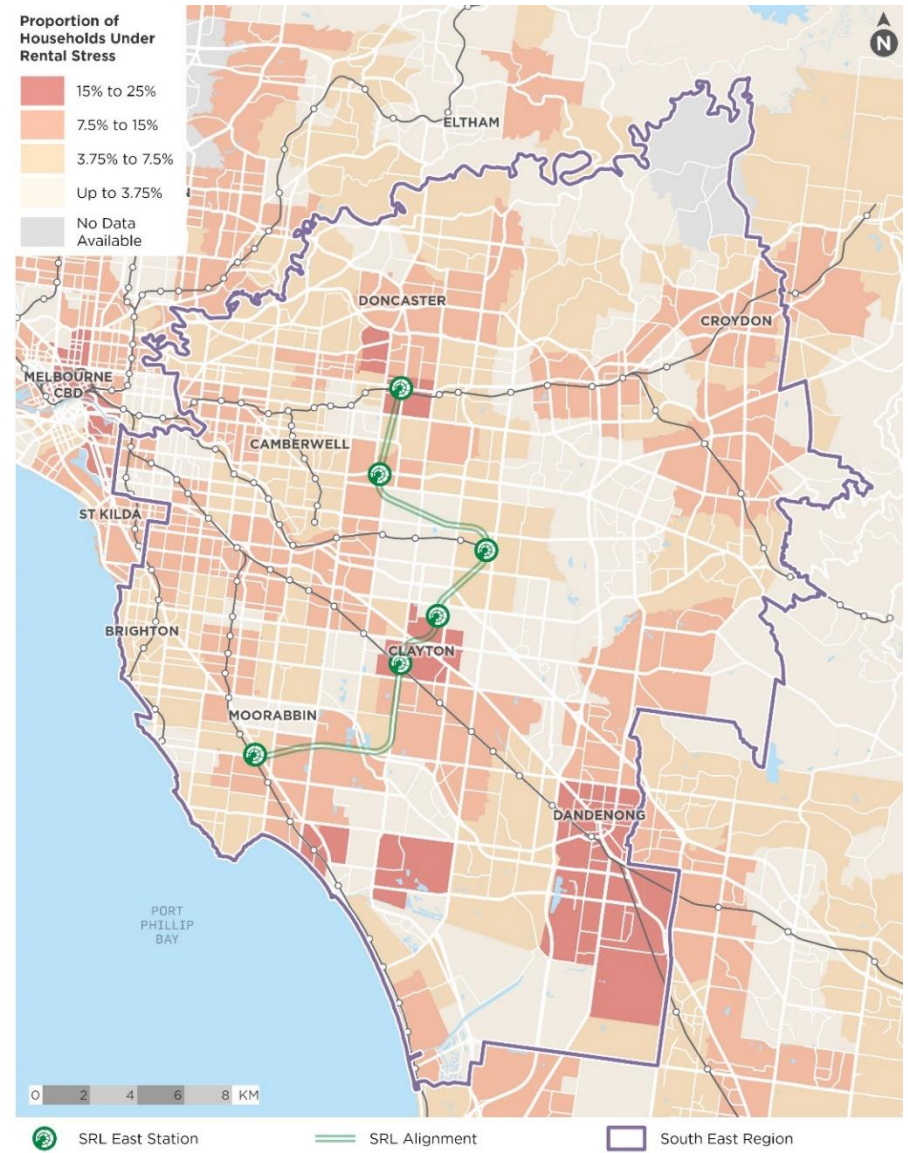 Proportion of
Households Under
Rental Stress
15% to 25%
7.5% to 15%
3.75% to 7.5%
Up to 3.75%
No Data
Available
N
ELTHAM
DONCASTER
CROYDON
MELBOURNE
CBD
CAMBERWELL
ST KILDA
BRIGHTON
CLAYTON
MOORABBIN
DANDENONG
PORT
PHILLIP
BAY
0 2 4 6 8 KM
SRL East Station SRL Alignment South East Region